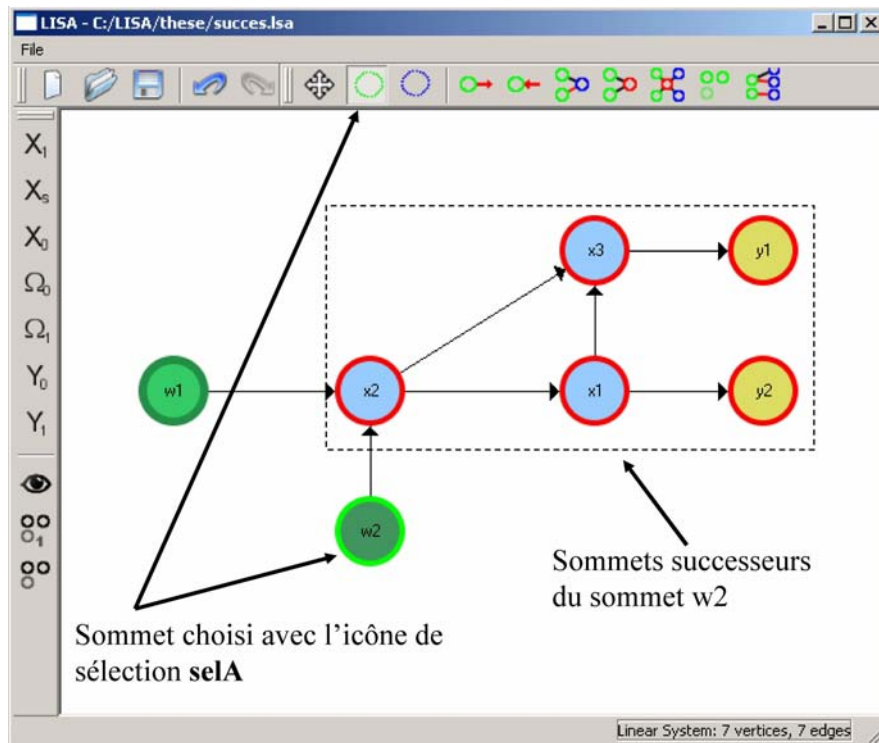 LISA - C:/LISA/these/succes.lsa
File
X1
Xs
X0
Ω0
Ω1
Y0
Y1
1
x3
y1
w1
x2
x1
y2
w2
Sommets successeurs
du sommet w2
Sommet choisi avec l'icône de
sélection selA
Linear System: 7 vertices, 7 edges